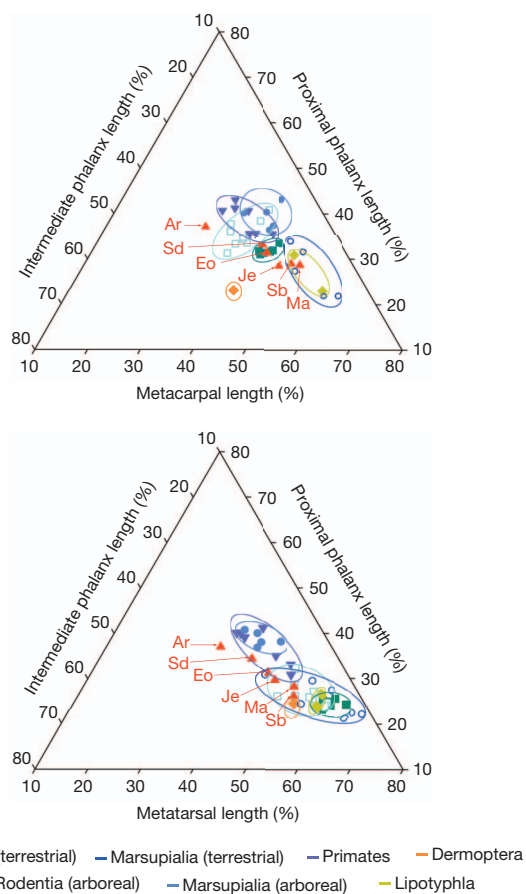 10 80
20 70
30 60
40 50
50 40
60 30
70 20
80 10
10 20 30 40 50 60 70 80
Intermediate phalanx length (%)
Proximal phalanx length (%)
Metacarpal length (%)
Ar
Sd
Eo
Je
Sb
Ma
10 80
20 70
30 60
40 50
50 40
60 30
70 20
80 10
10 20 30 40 50 60 70 80
Intermediate phalanx length (%)
Proximal phalanx length (%)
Metatarsal length (%)
Ar
Sd
Eo
Je
Ma
Sb
(terrestrial) Marsupialia (terrestrial) Primates Dermoptera
Rodentia (arboreal) Marsupialia (arboreal) Lipotyphla